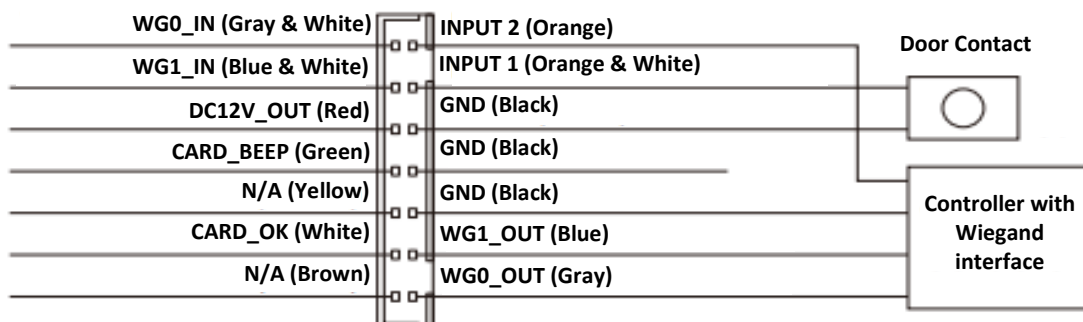 WG0_IN (Gray & White)
WG1_IN (Blue & White)
DC12V_OUT (Red)
CARD_BEEP (Green)
N/A (Yellow)
CARD_OK (White)
N/A (Brown)
INPUT 2 (Orange)
INPUT 1 (Orange & White)
GND (Black)
GND (Black)
GND (Black)
WG1_OUT (Blue)
WG0_OUT (Gray)
Door Contact
Controller with
Wiegand
interface